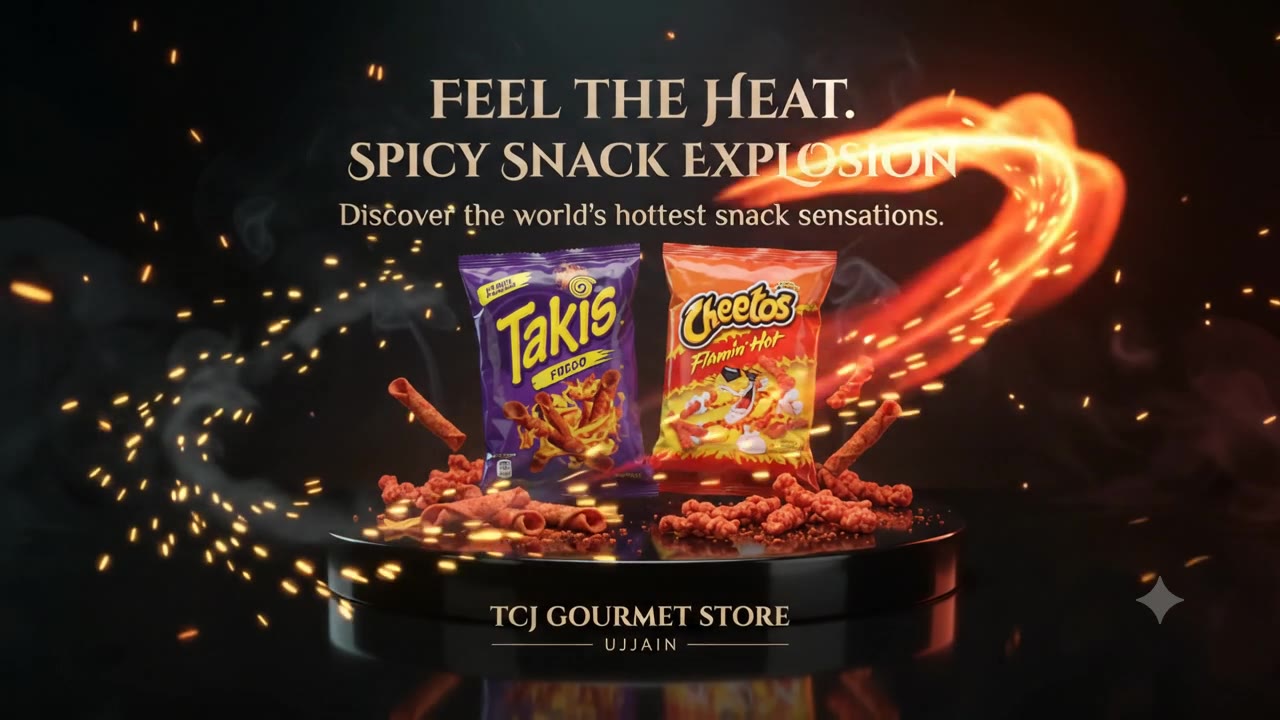 FEEL THE HEAT.
SPICY SNACK EXPLOSION
Discover the world's hottest snack sensations.
Takis
FUEGO
Cheetos
Flamin' Hot
TCJ GOURMET STORE
UJJAIN